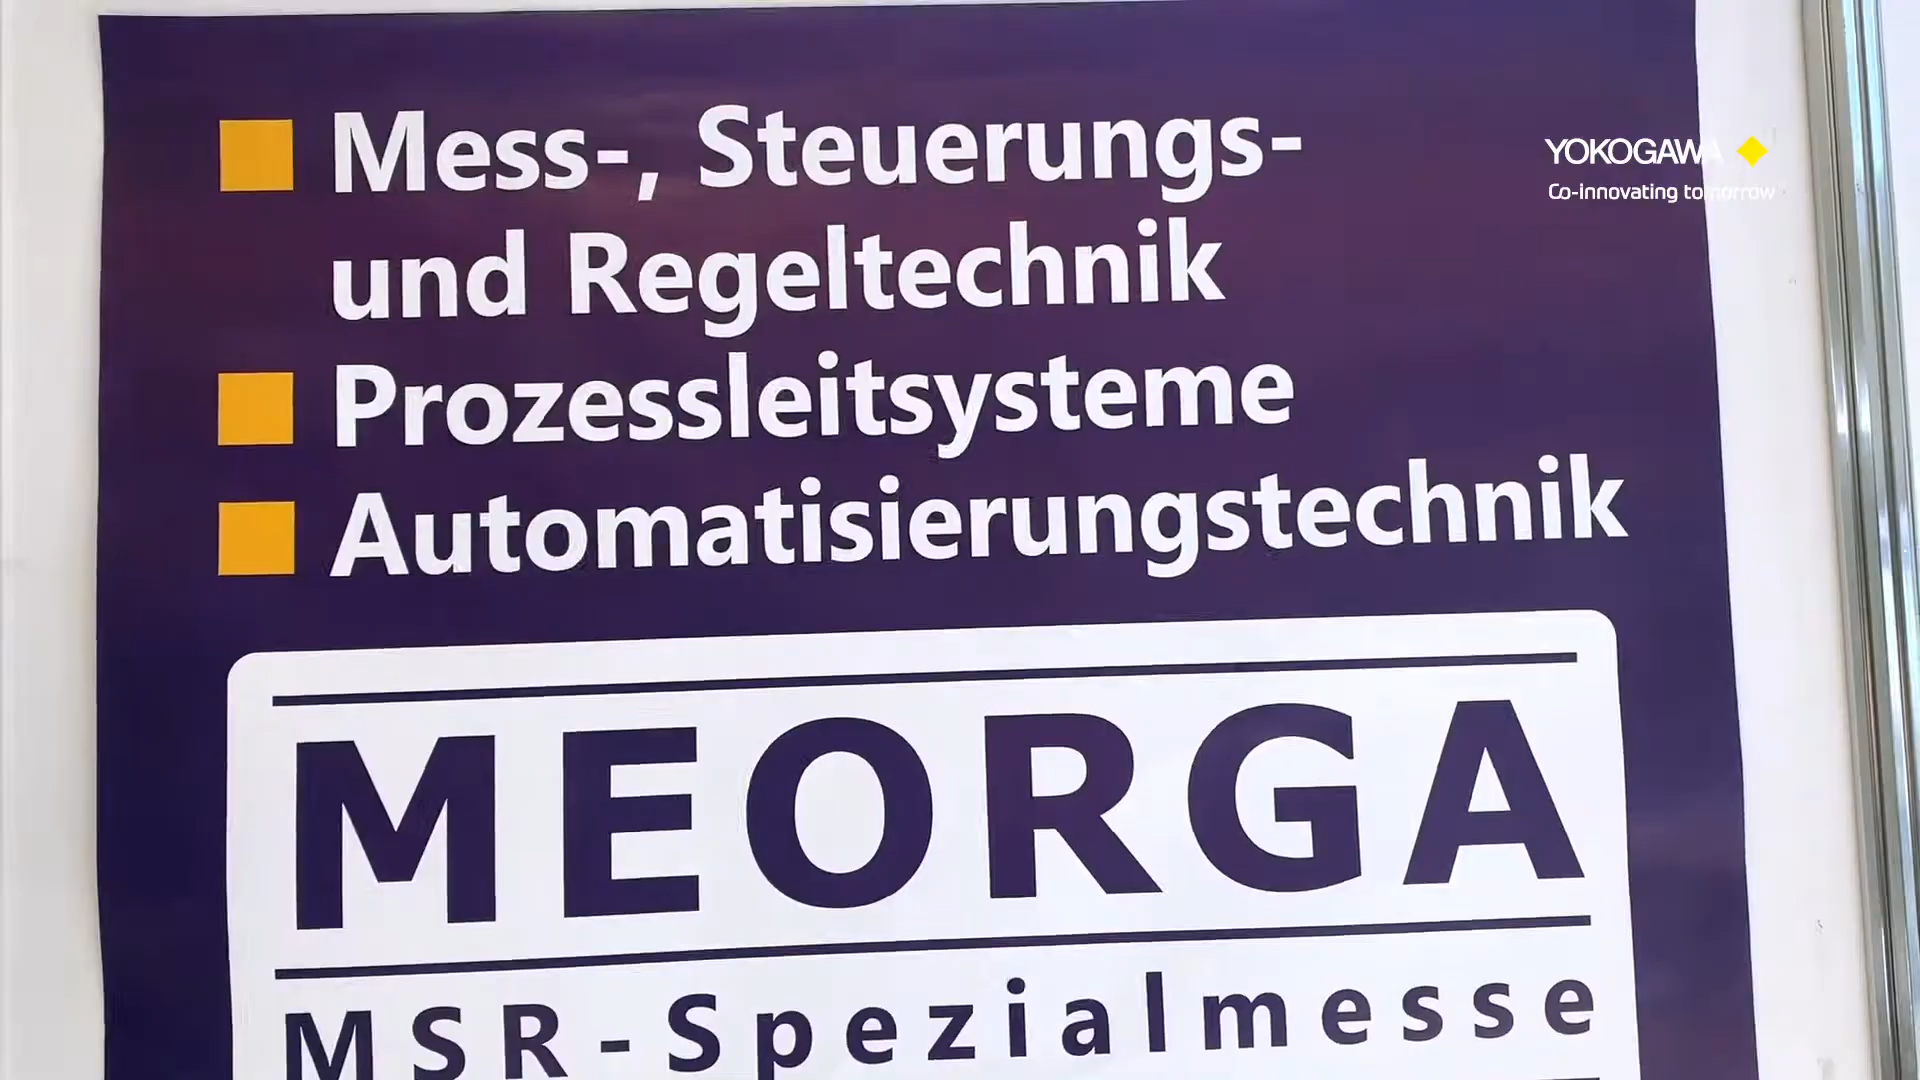 Mess-, Steuerungs-
und Regeltechnik
Prozessleitsysteme
Automatisierungstechnik
YOKOGAWA
Co-innovating tomorrow
MEORGA
MSR-Spezialmesse